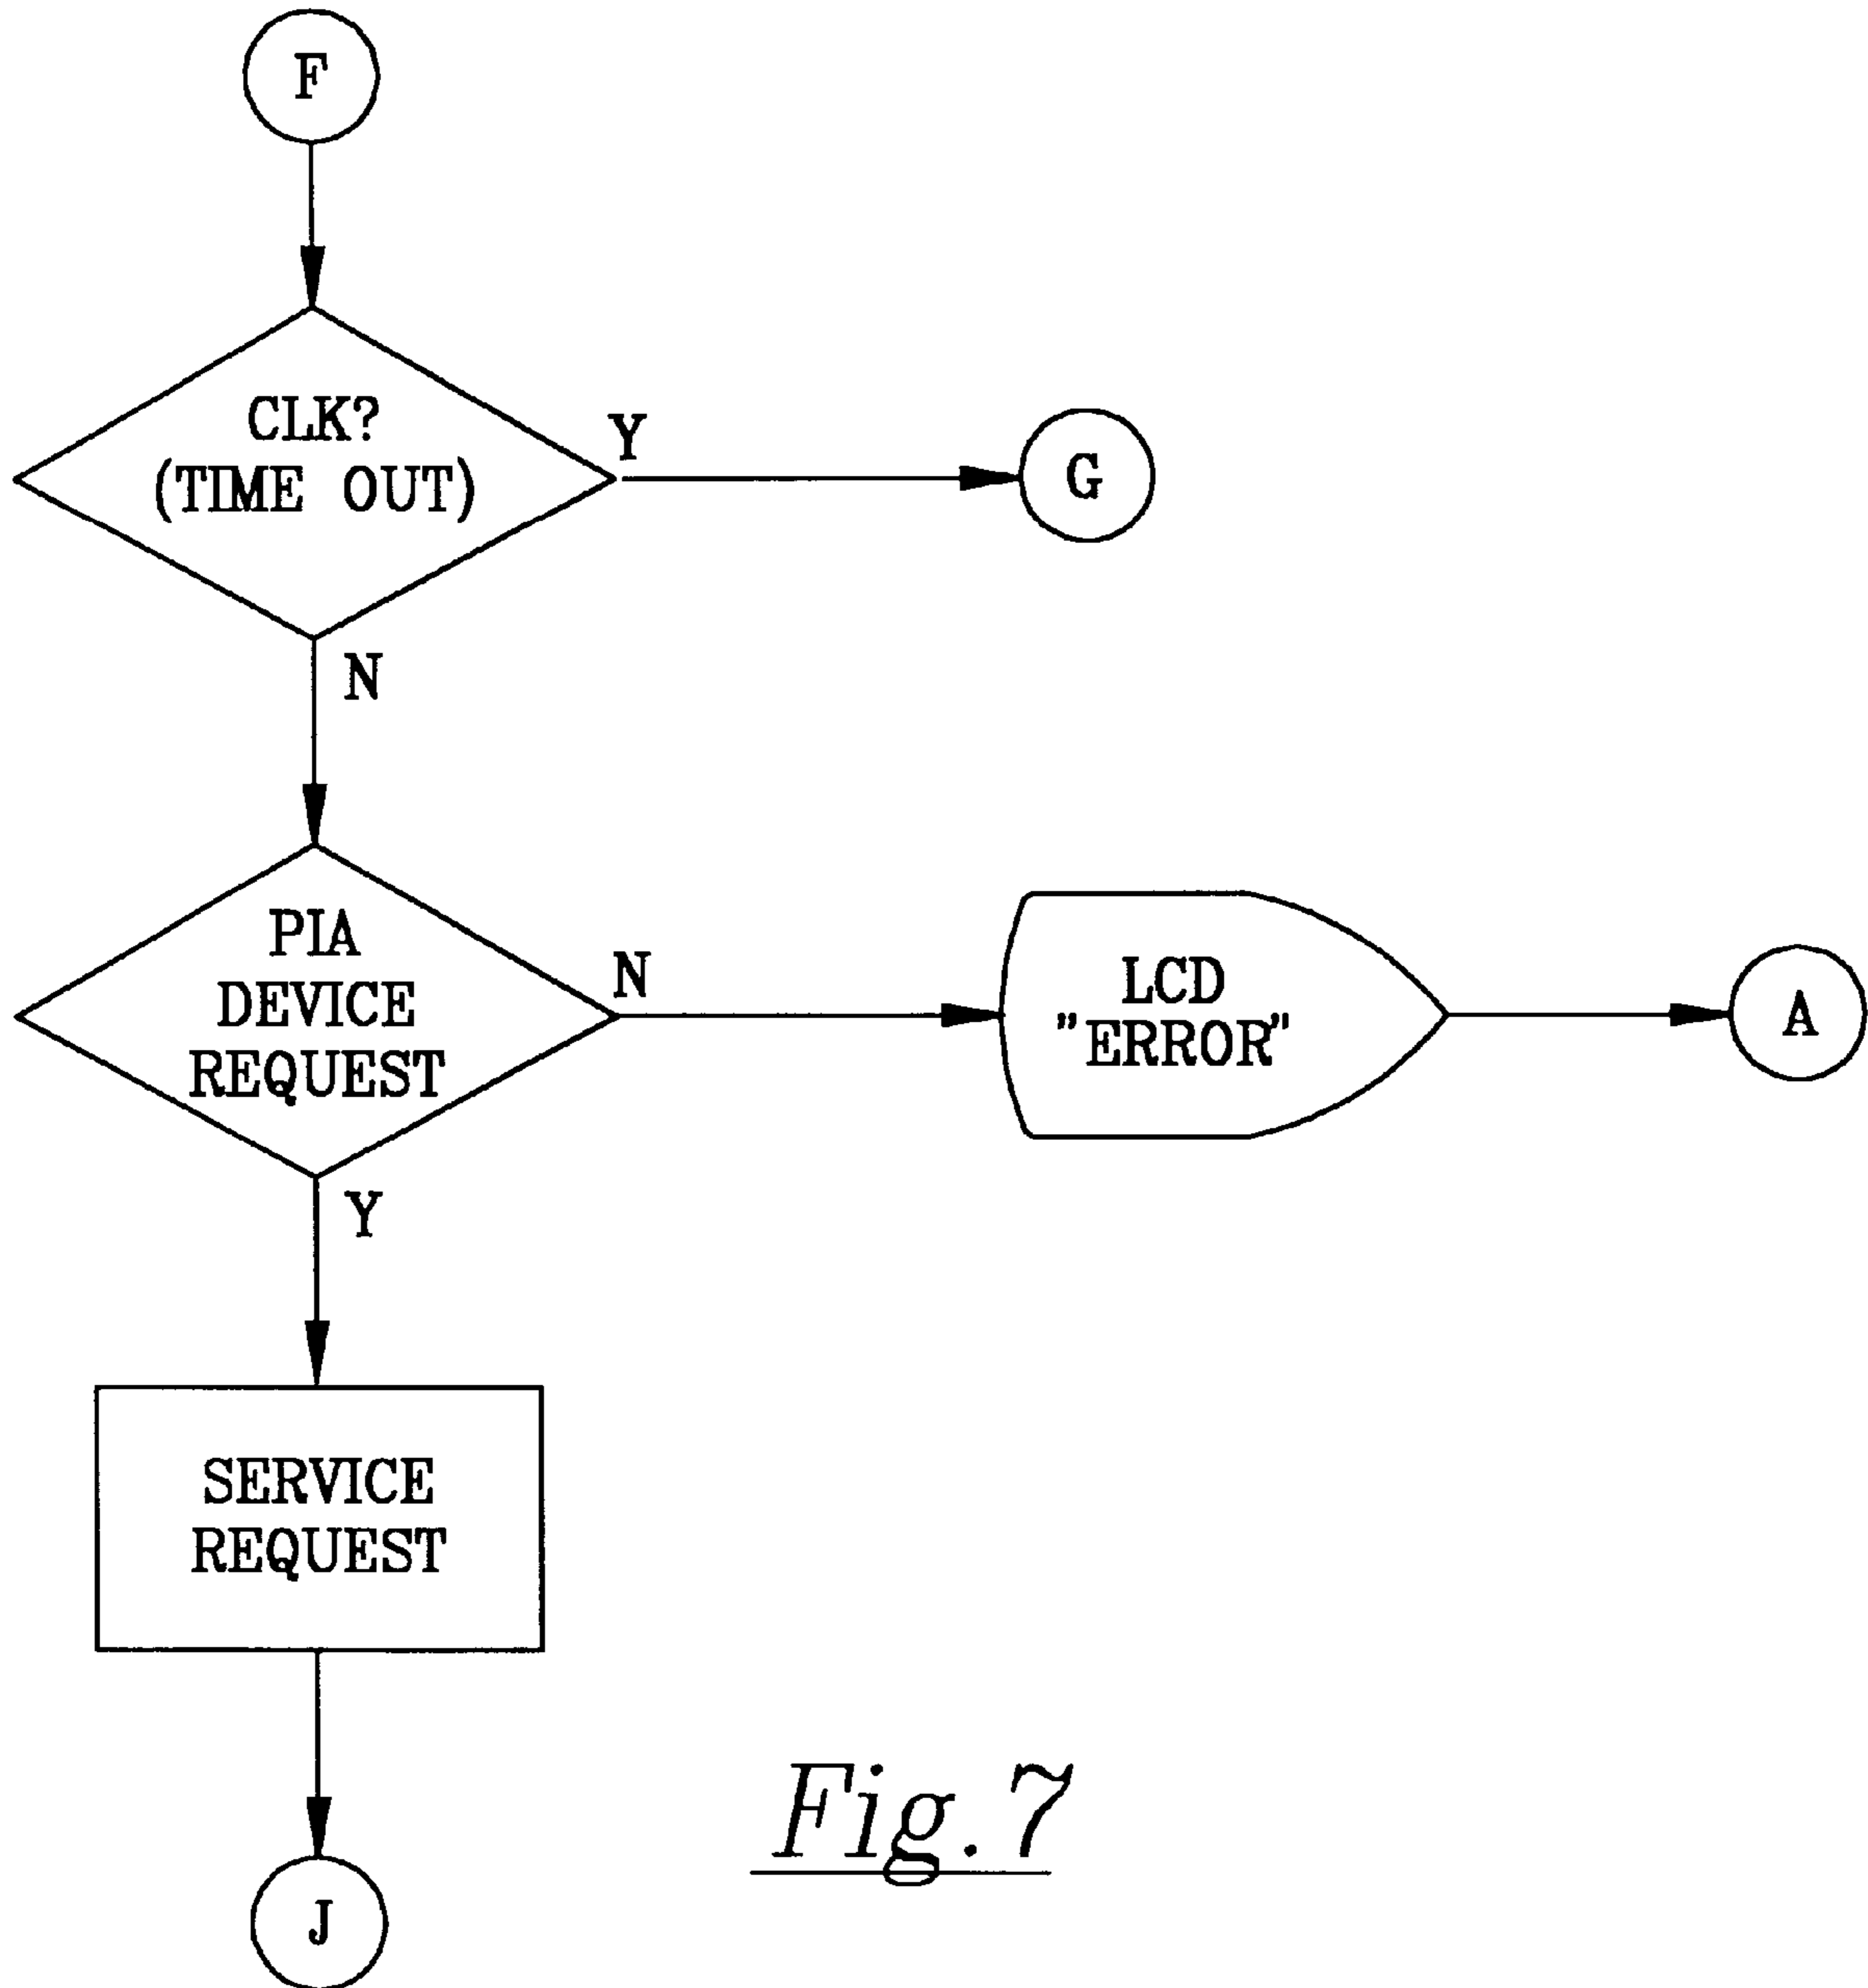 F
CLK?
(TIME OUT)
Y
G
N
PIA
DEVICE
REQUEST
N
LCD
"ERROR"
A
Y
SERVICE
REQUEST
J
Fig. 7